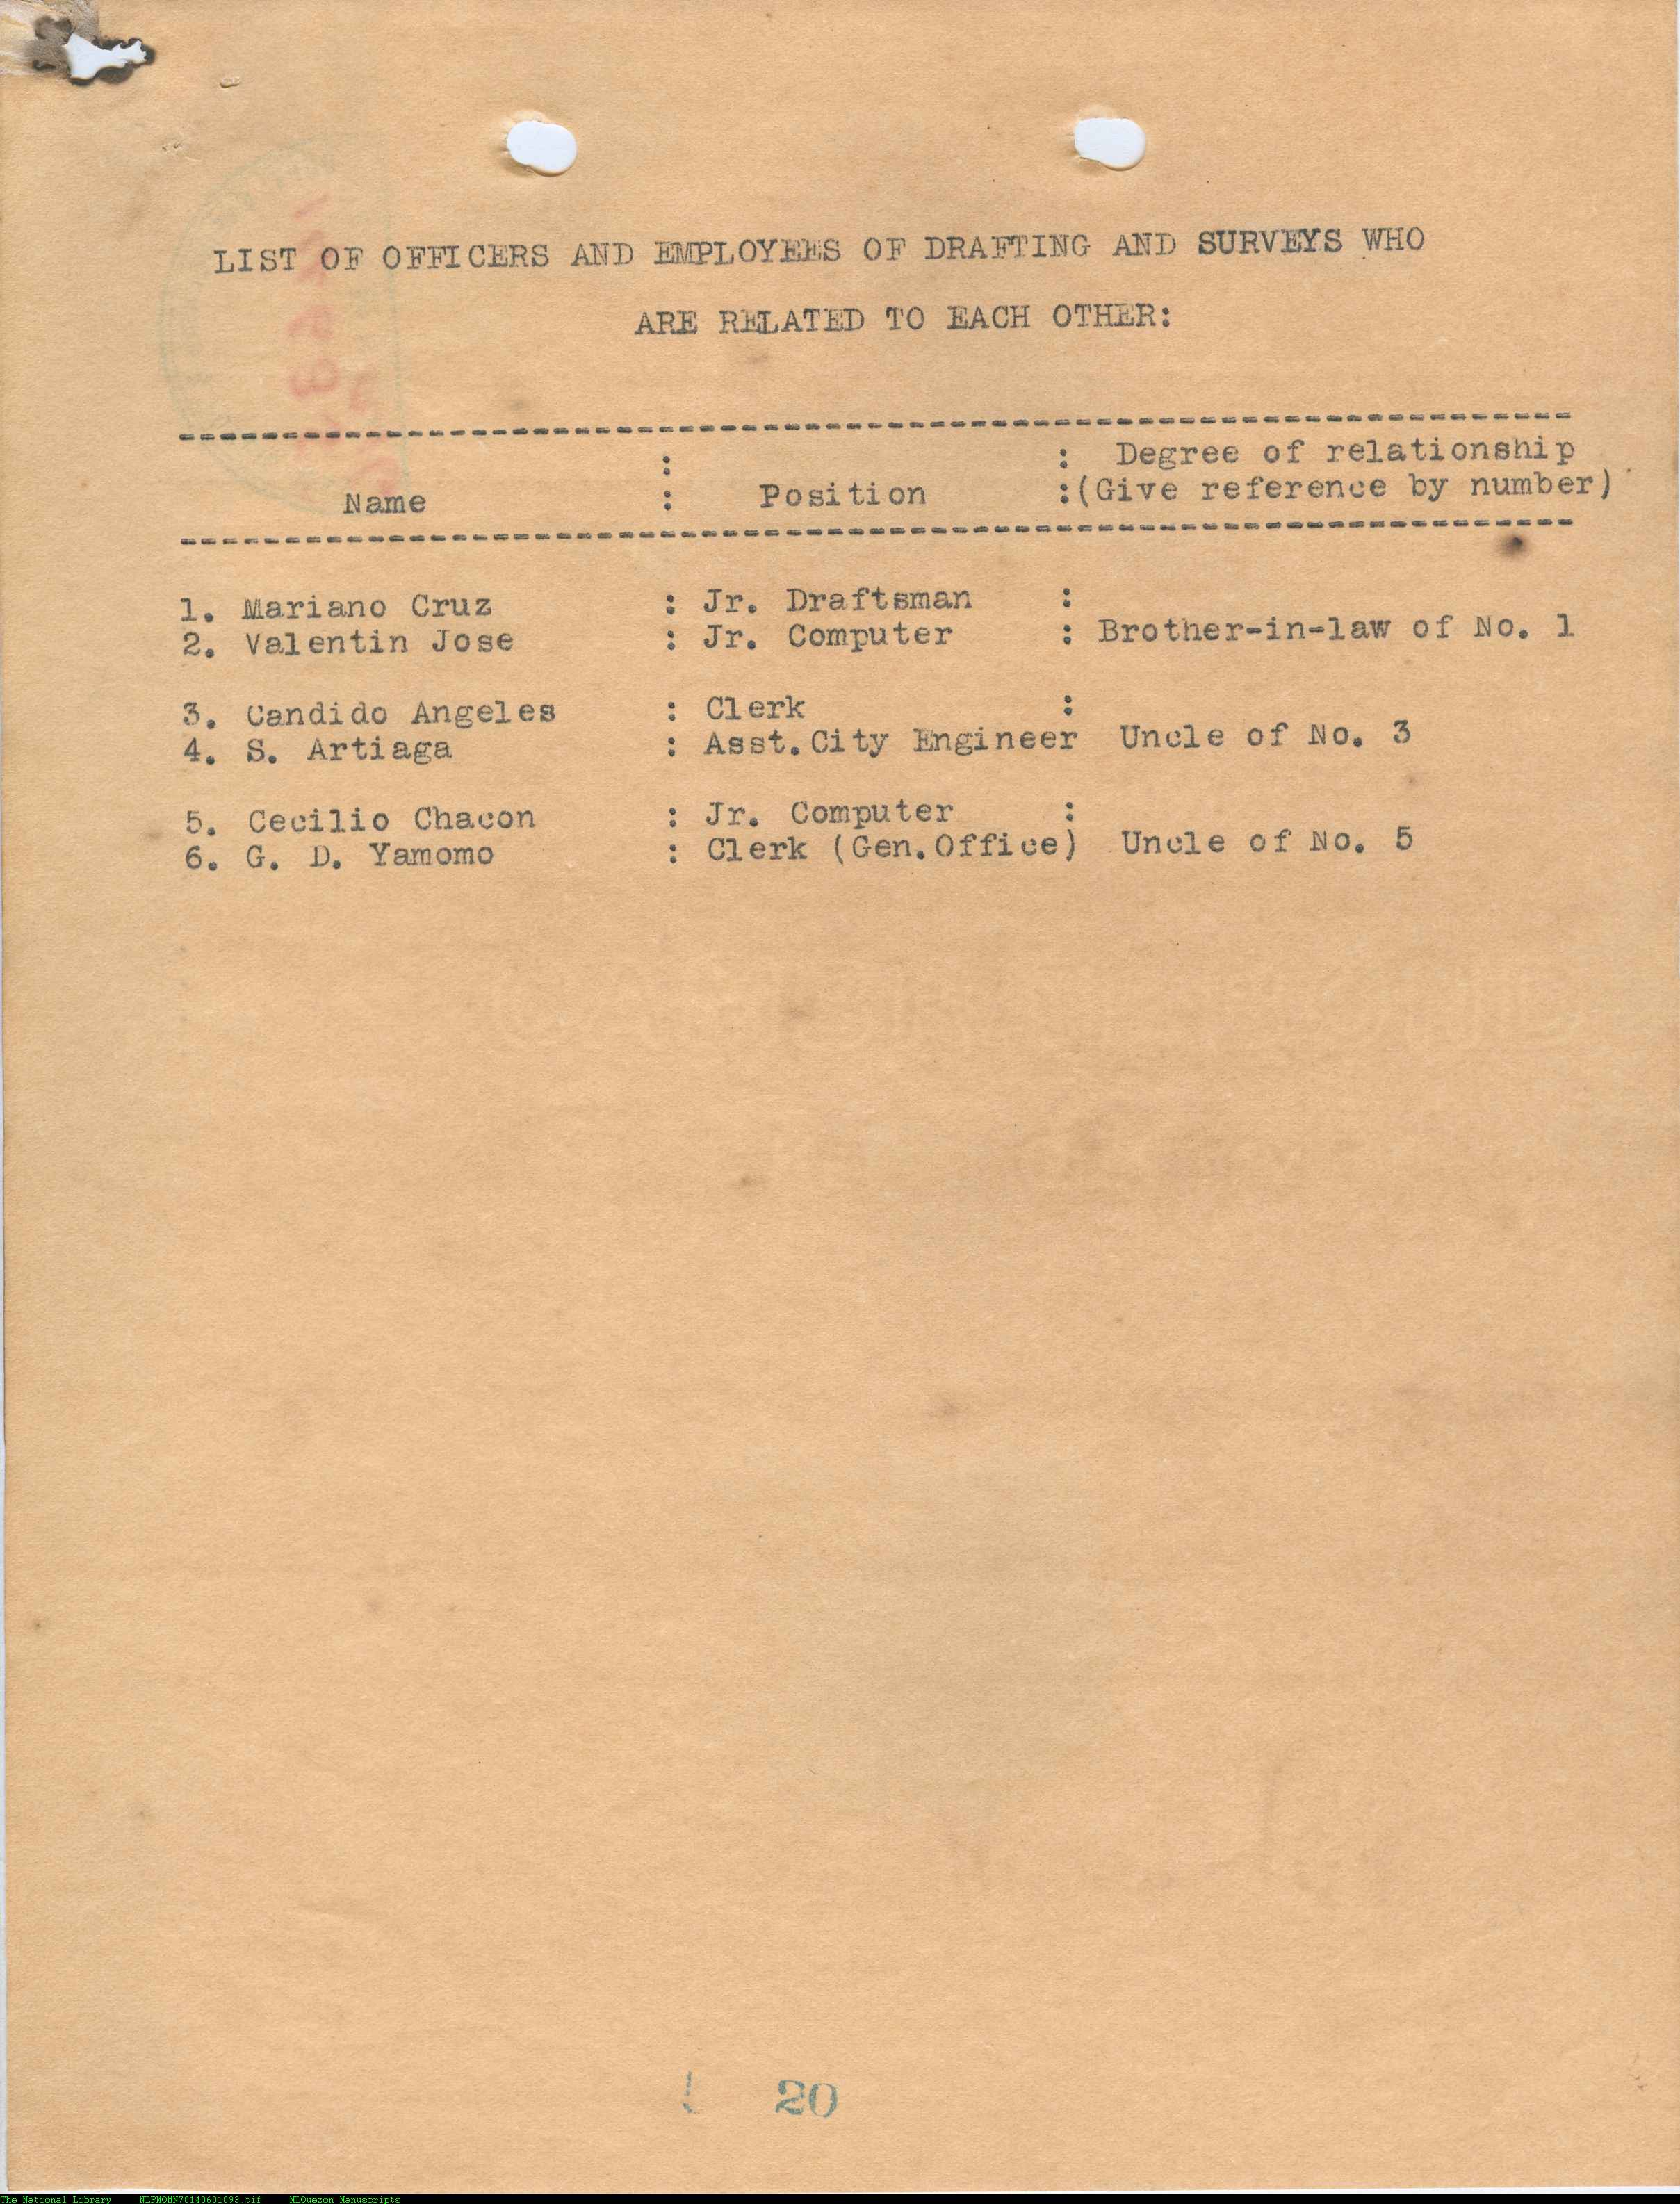 LIST OF OFFICERS AND EMPLOYEES OF DRAFTING AND SURVEYS WHO
ARE RELATED TO EACH OTHER:
Name : Position : Degree of relationship
:(Give reference by number)
1. Mariano Cruz : Jr. Draftsman :
2. Valentin Jose : Jr. Computer : Brother-in-law of No. 1
3. Candido Angeles : Clerk :
4. S. Artiaga : Asst.City Engineer Uncle of No. 3
5. Cecilio Chacon : Jr. Computer :
6. G. D. Yamomo : Clerk (Gen.Office) Uncle of No. 5
20
The National Library NLPMQMN70140601093.tif MLQuezon Manuscripts